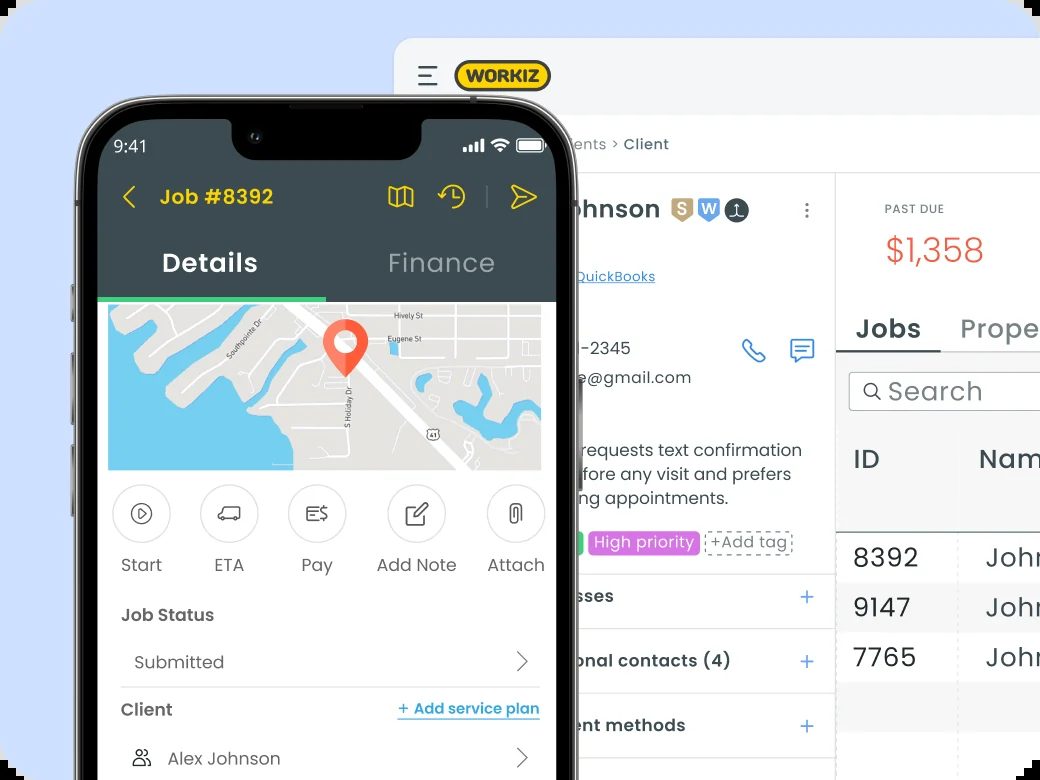 WORKIZ
9:41
Job #8392
Details Finance
Hively St
Eugene St
Southpointe Dr
S Holiday Dr
41
Start ETA Pay Add Note Attach
Job Status
Submitted
Client + Add service plan
Alex Johnson
ents > Client
ohnson S W
QuickBooks
-2345
e@gmail.com
requests text confirmation
fore any visit and prefers
ng appointments.
High priority +Add tag
sses +
onal contacts (4) +
ent methods +
PAST DUE
$1,358
Jobs Prope
Search
ID Nam
8392 John
9147 John
7765 John